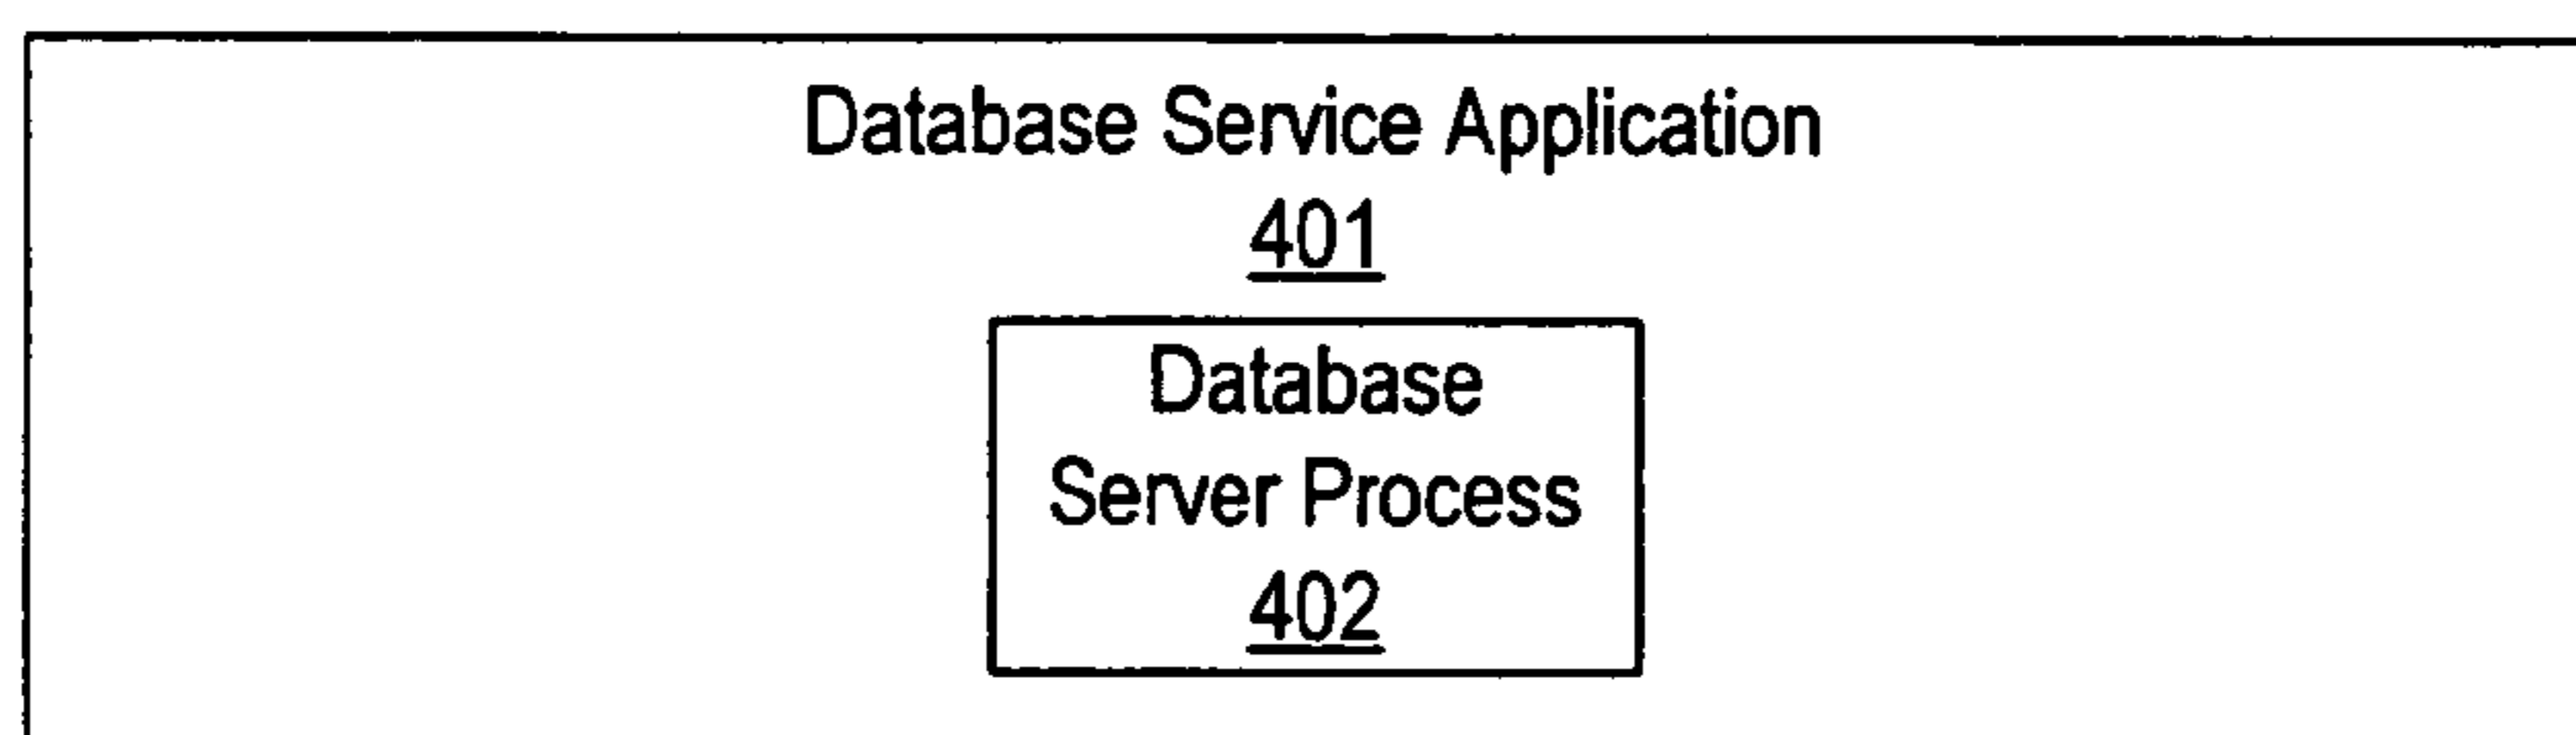 Database Service Application
401
Database
Server Process
402